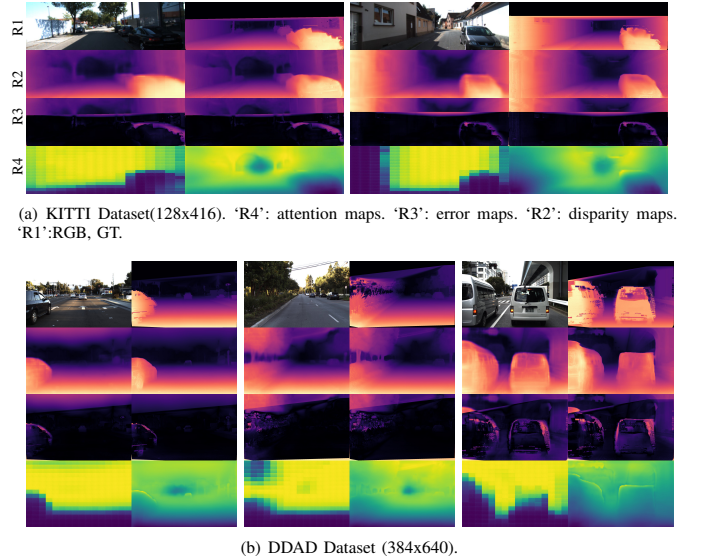 R1
R2
R3
R4
(a) KITTI Dataset(128x416). ‘R4’: attention maps. ‘R3’: error maps. ‘R2’: disparity maps.
‘R1’:RGB, GT.
(b) DDAD Dataset (384x640).